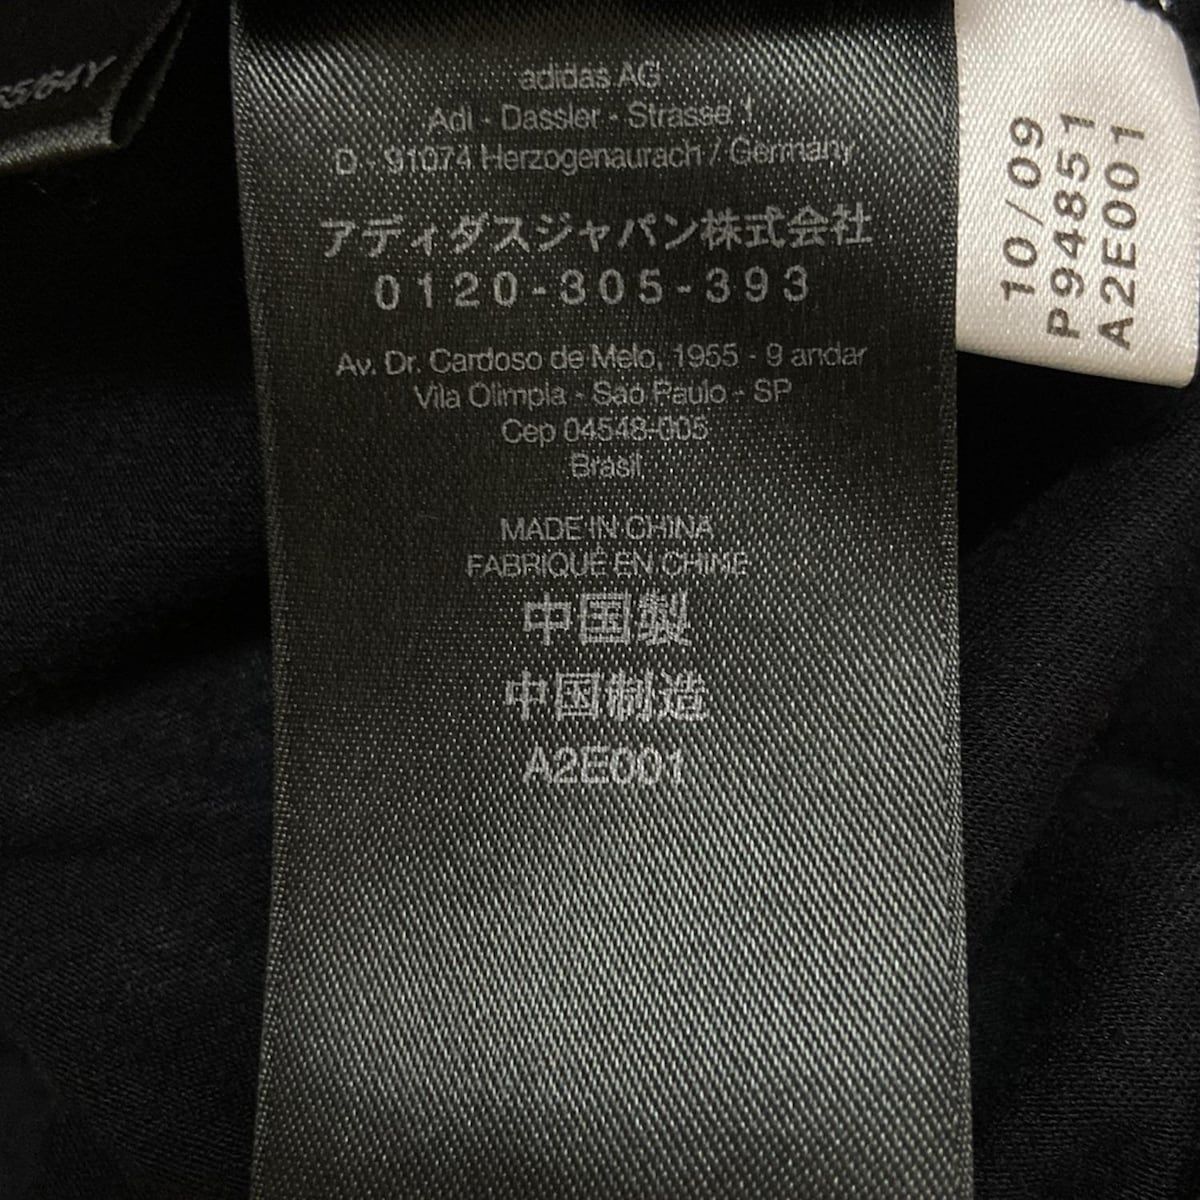 adidas AG
Adi - Dassler - Strasse 1
D - 91074 Herzogenaurach / Germany
アディダスジャパン株式会社
0120-305-393
Av. Dr. Cardoso de Melo, 1955 - 9 andar
Vila Olimpia - Sao Paulo - SP
Cep 04548-005
Brasil
MADE IN CHINA
FABRIQUÉ EN CHINE
中国製
中国制造
A2E001
10/09
P94851
A2E001